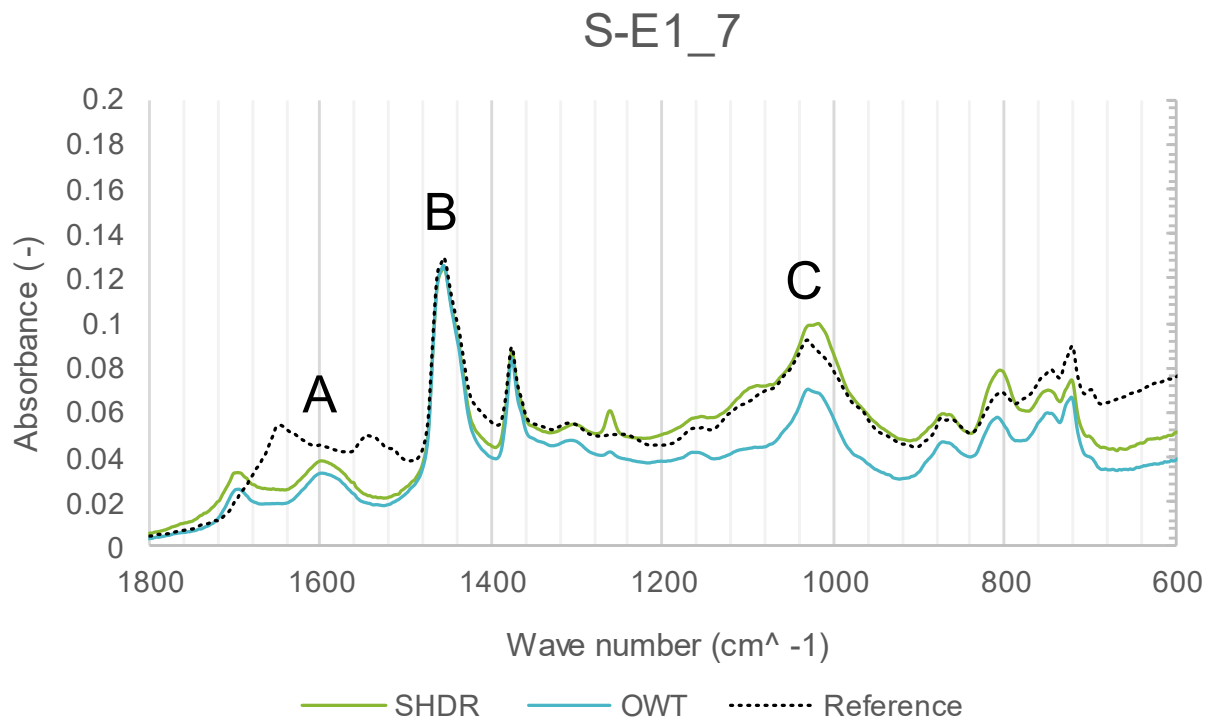 S-E1_7
0.2
0.18
0.16
0.14
0.12
0.1
0.08
0.06
0.04
0.02
0
Absorbance (-)
A
B
C
1800 1600 1400 1200 1000 800 600
Wave number (cm^ -1)
SHDR OWT Reference